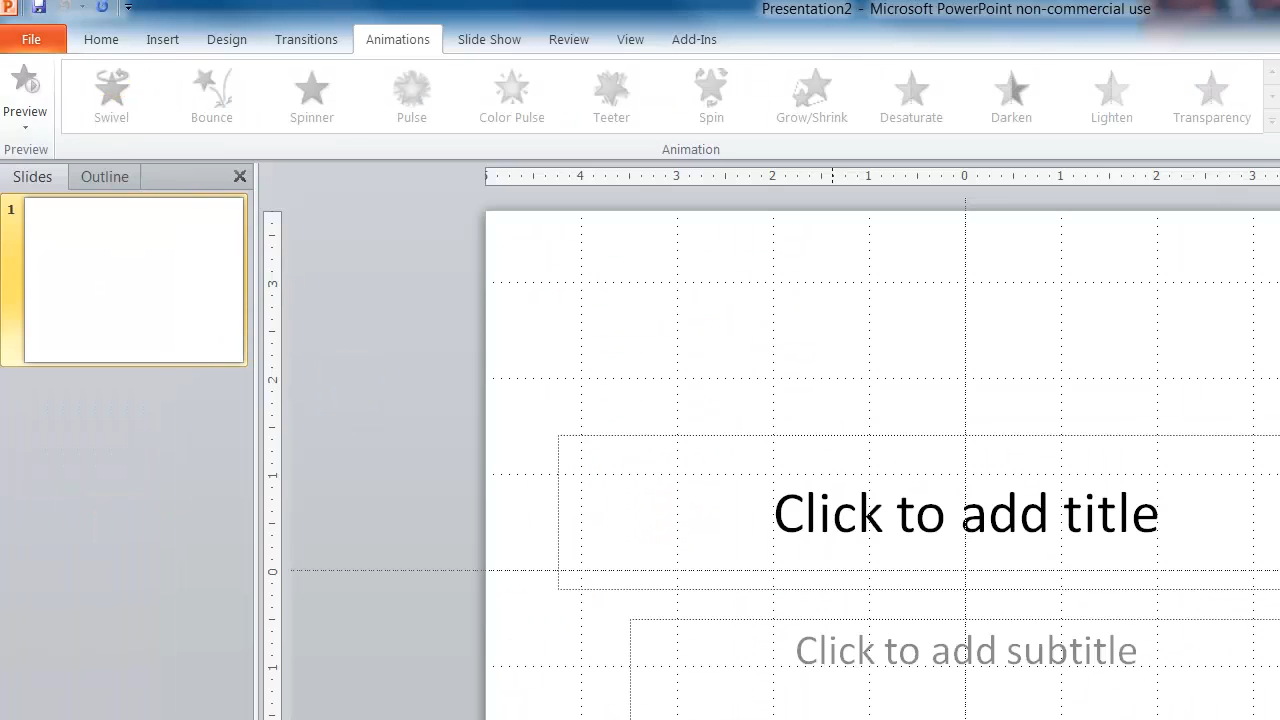 Presentation2 - Microsoft PowerPoint non-commercial use
File Home Insert Design Transitions Animations Slide Show Review View Add-Ins
Preview Swivel Bounce Spinner Pulse Color Pulse Teeter Spin Grow/Shrink Desaturate Darken Lighten Transparency
Preview Animation
Slides Outline
4 3 2 1 0 1 2 3
1
3
2
1
Click to add title
0
Click to add subtitle
1